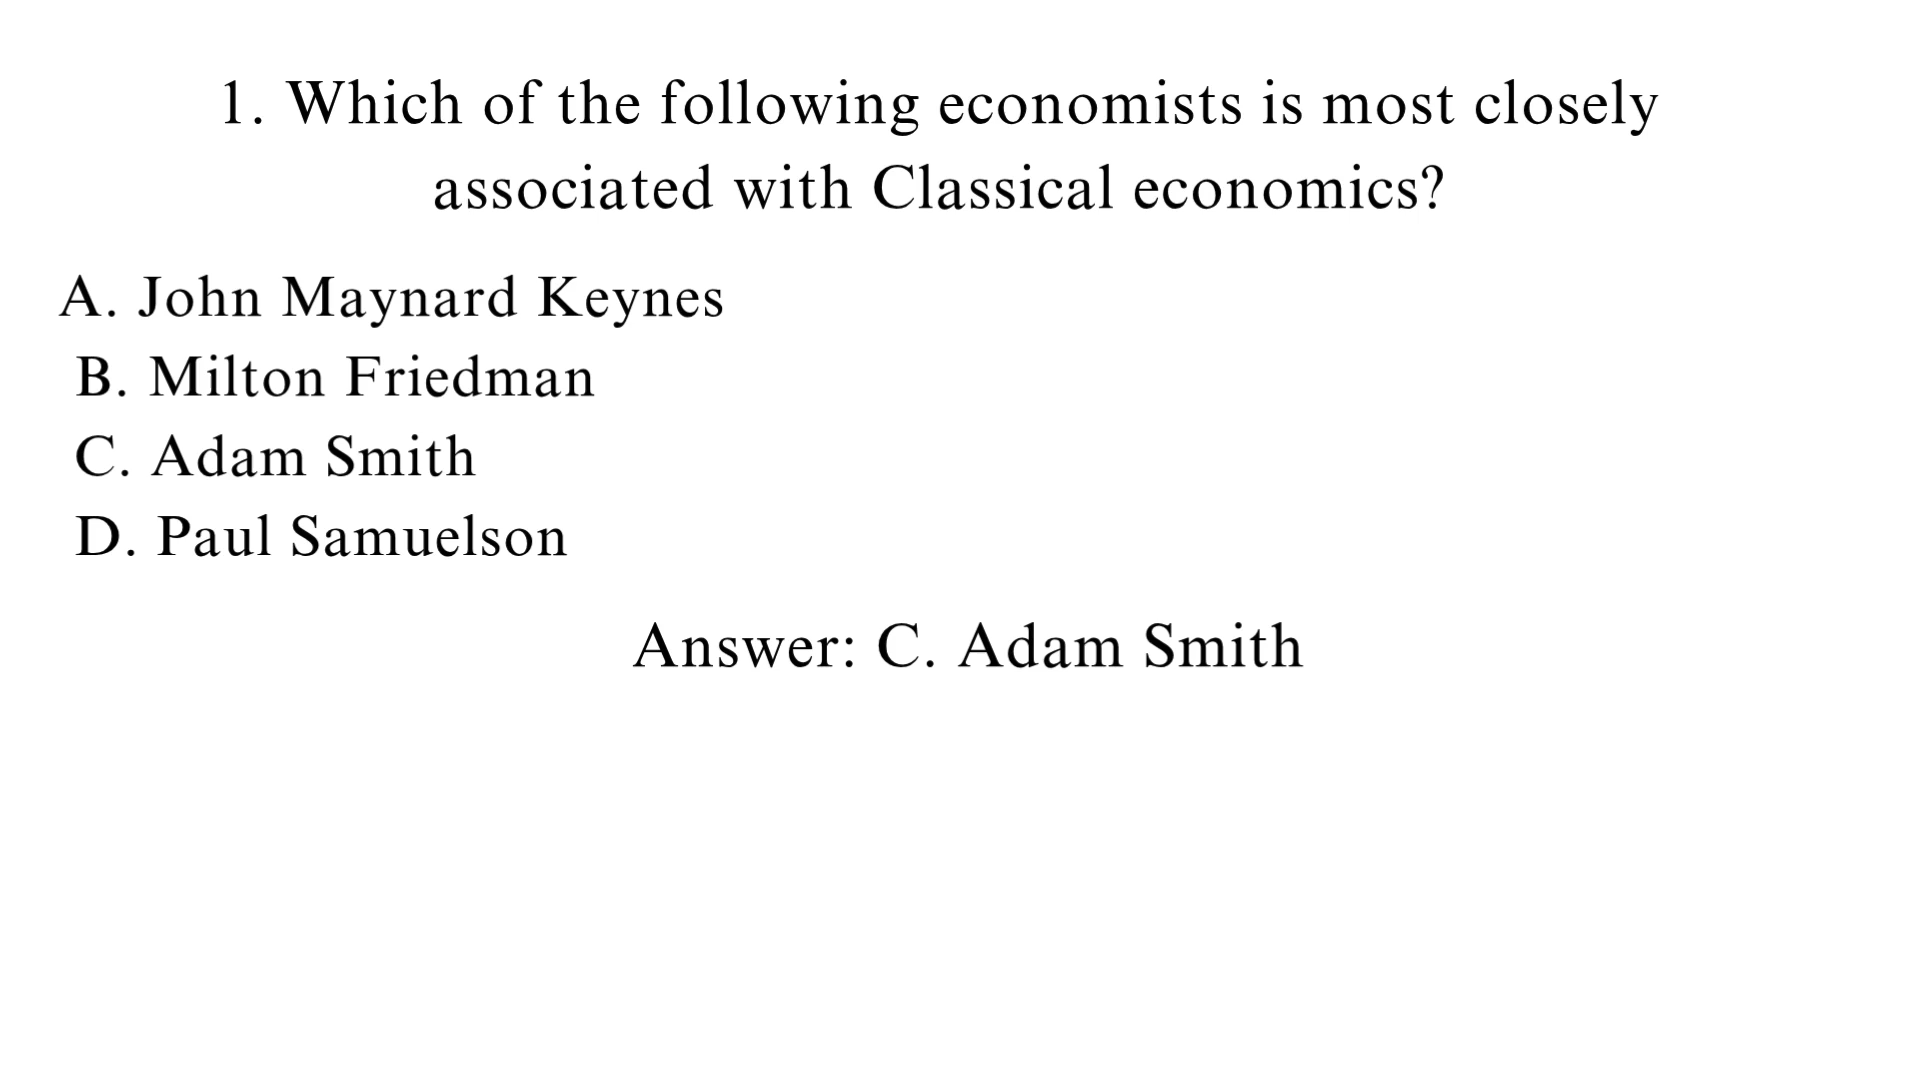 1. Which of the following economists is most closely
associated with Classical economics?
A. John Maynard Keynes
B. Milton Friedman
C. Adam Smith
D. Paul Samuelson
Answer: C. Adam Smith